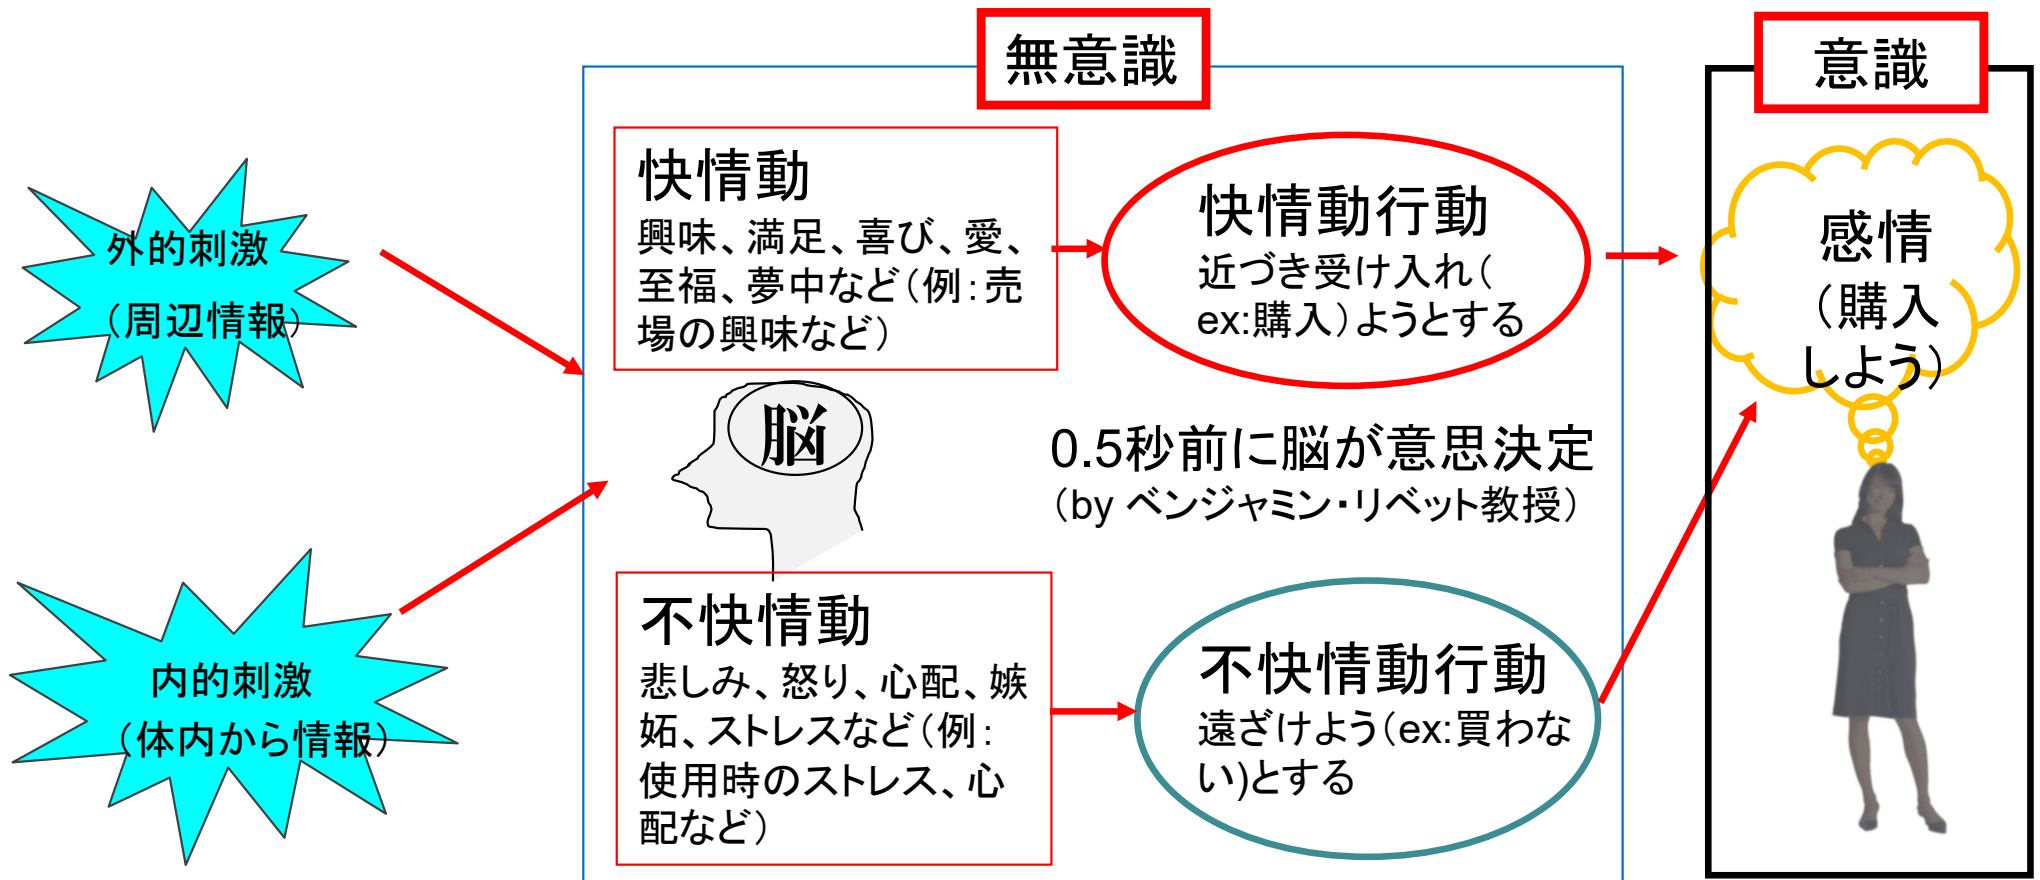 無意識
意識
外的刺激
（周辺情報）
内的刺激
（体内から情報）
快情動
興味、満足、喜び、愛、
至福、夢中など（例：売
場の興味など）
快情動行動
近づき受け入れ（
ex:購入）ようとする
脳
0.5秒前に脳が意思決定
（by ベンジャミン・リベット教授）
不快情動
悲しみ、怒り、心配、嫉
妬、ストレスなど（例：
使用時のストレス、心
配など）
不快情動行動
遠ざけよう（ex:買わな
い)とする
感情
（購入
しよう）